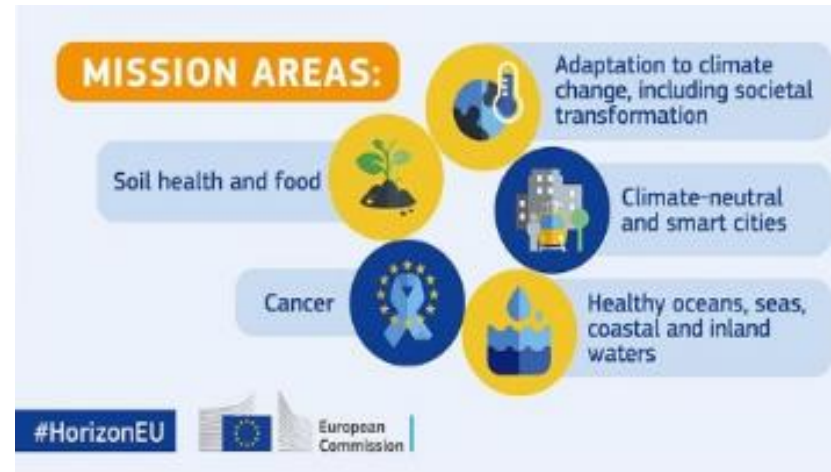 MISSION AREAS:
Adaptation to climate
change, including societal
transformation
Soil health and food
Climate-neutral
and smart cities
Cancer
Healthy oceans, seas,
coastal and inland
waters
#HorizonEU
European
Commission